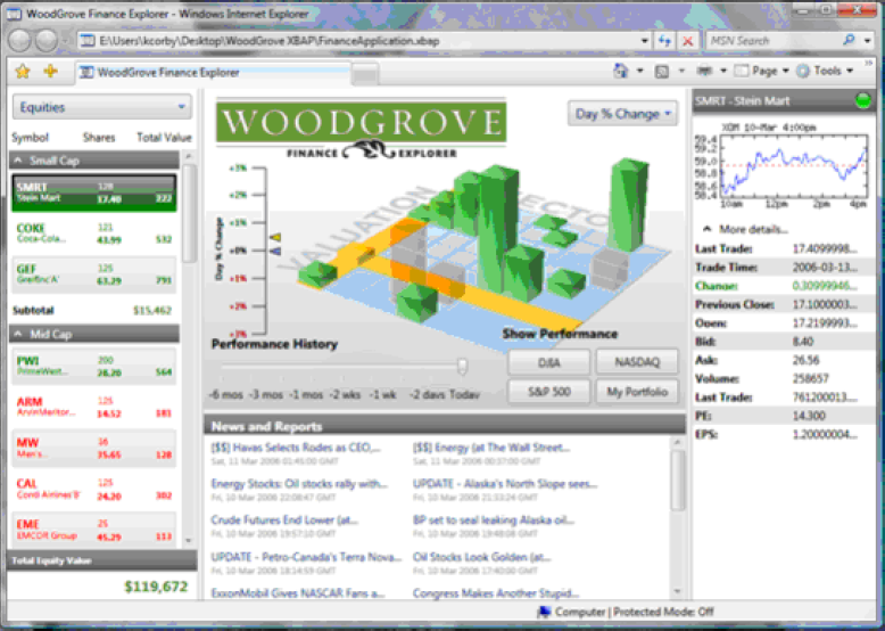 WoodGrove Finance Explorer - Windows Internet Explorer
E:\Users\kcorby\Desktop\WoodGrove XBAP\FinanceApplication.xbap
MSN Search
WoodGrove Finance Explorer
Page
Tools
Equities
Symbol Shares Total Value
Small Cap
SMRT 128
Stein Mart 17.40 222
COKE 121
Coca-Cola... 43.99 532
GEF 125
Greifinc'A' 63.29 791
Subtotal $15,462
Mid Cap
PWI 200
PrimeWest... 28.20 564
ARM 125
ArvinMeritor... 14.52 181
MW 36
Men's... 35.65 128
CAL 125
Conti Airlines'B' 24.20 302
EME 25
EMCOR Group 45.29 113
Total Equity Value
$119,672
WOODGROVE
FINANCE EXPLORER
Day % Change
+3%
+2%
+1%
+0%
+1%
+2%
+3%
Day % Change
VALUATION
SECTOR
Performance History
-6 mos -3 mos -1 mos -2 wks -1 wk -2 days Today
Show Performance
DJIA NASDAQ
S&P 500 My Portfolio
News and Reports
[$$] Havas Selects Rodes as CEO,...
Sat, 11 Mar 2006 01:45:00 GMT
Energy Stocks: Oil stocks rally with...
Fri, 10 Mar 2006 22:08:47 GMT
Crude Futures End Lower (at...
Fri, 10 Mar 2006 19:57:10 GMT
UPDATE - Petro-Canada's Terra Nova...
Fri, 10 Mar 2006 18:14:59 GMT
ExxonMobil Gives NASCAR Fans a...
[$$] Energy (at The Wall Street...
Sat, 11 Mar 2006 00:37:00 GMT
UPDATE - Alaska's North Slope sees...
Fri, 10 Mar 2006 21:53:24 GMT
BP set to seal leaking Alaska oil...
Fri, 10 Mar 2006 19:48:08 GMT
Oil Stocks Look Golden (at...
Fri, 10 Mar 2006 17:40:00 GMT
Congress Makes Another Stupid...
SMRT - Stein Mart
XOM 10-Mar 4:00pm
59.4
59.2
59.0
58.8
58.6
58.4
10am 12pm 2pm 4pm
More details...
Last Trade: 17.4099998...
Trade Time: 2006-03-13...
Change: 0.30999946...
Previous Close: 17.1000003...
Open: 17.2199993...
Bid: 8.40
Ask: 26.56
Volume: 258657
Last Trade: 761200013...
PE: 14.300
EPS: 1.20000004...
Computer | Protected Mode: Off